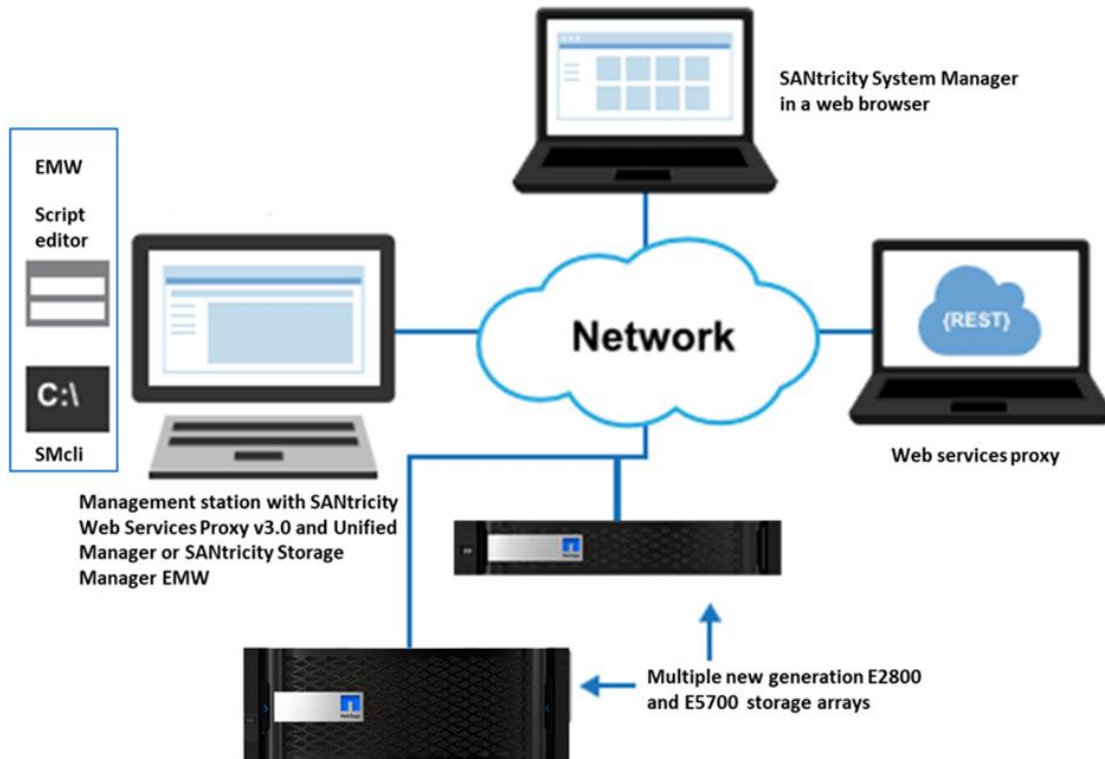 SANtricity System Manager
in a web browser
EMW
Script
editor
C:\
SMcli
Network
{REST}
Web services proxy
Management station with SANtricity
Web Services Proxy v3.0 and Unified
Manager or SANtricity Storage
Manager EMW
Multiple new generation E2800
and E5700 storage arrays
NetApp